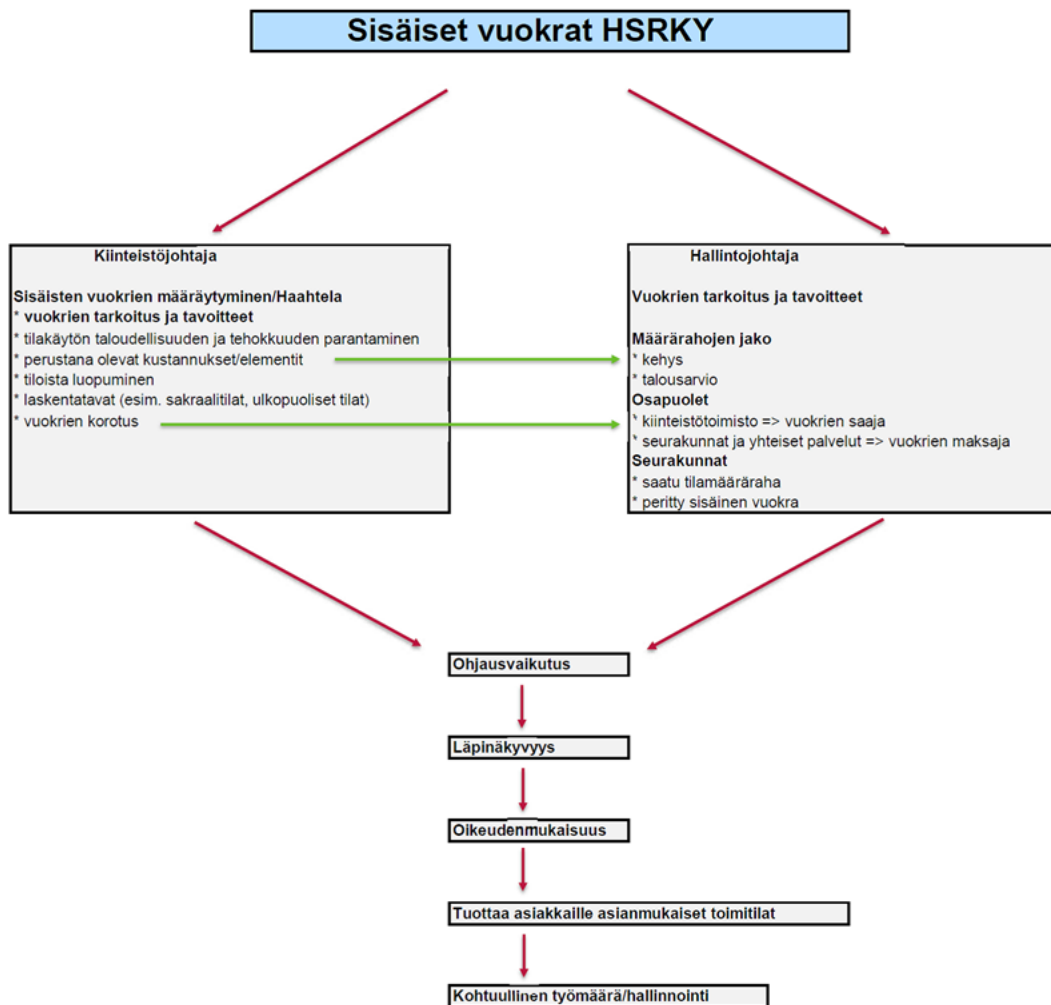 Sisäiset vuokrat HSRKY
Kiinteistöjohtaja
Sisäisten vuokrien määräytyminen/Haahtela
* vuokrien tarkoitus ja tavoitteet
* tilakäytön taloudellisuuden ja tehokkuuden parantaminen
* perustana olevat kustannukset/elementit
* tiloista luopuminen
* laskentatavat (esim. sakraalitilat, ulkopuoliset tilat)
* vuokrien korotus
Hallintojohtaja
Vuokrien tarkoitus ja tavoitteet
Määrärahojen jako
* kehys
* talousarvio
Osapuolet
* kiinteistötoimisto => vuokrien saaja
* seurakunnat ja yhteiset palvelut => vuokrien maksaja
Seurakunnat
* saatu tilamääräraha
* peritty sisäinen vuokra
Ohjausvaikutus
Läpinäkyvyys
Oikeudenmukaisuus
Tuottaa asiakkaille asianmukaiset toimitilat
Kohtuullinen työmäärä/hallinnointi